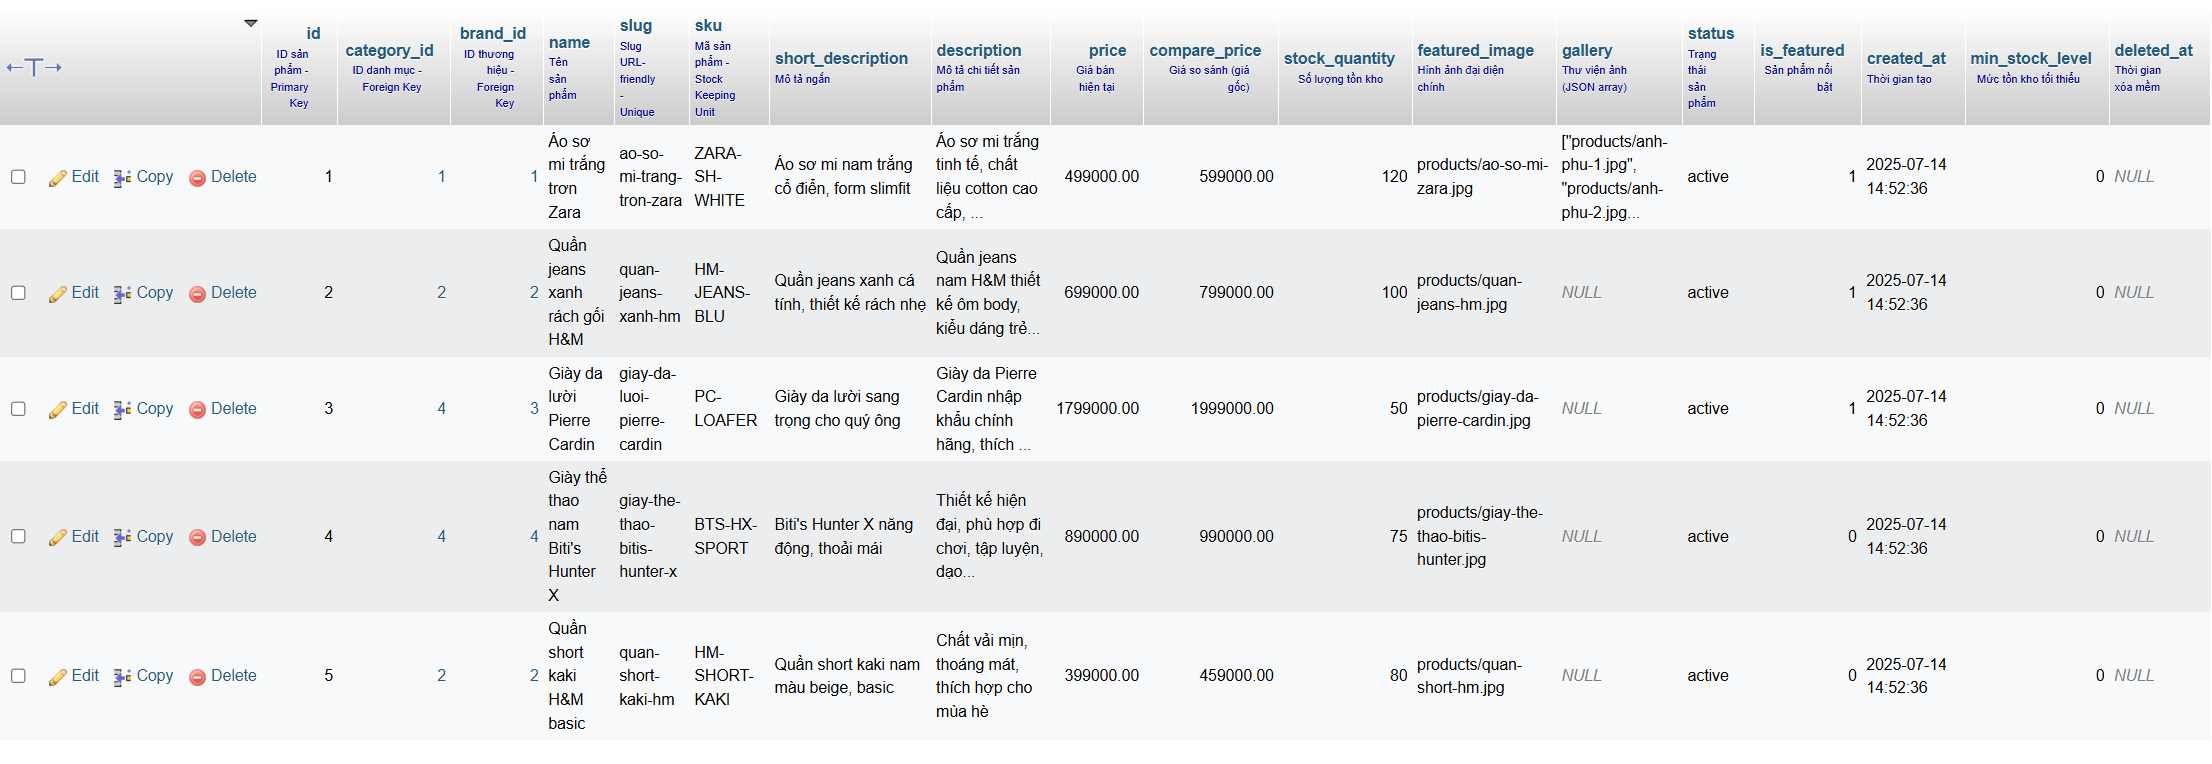 id
ID sản
phẩm -
Primary
Key
category_id
ID danh mục -
Foreign Key
brand_id
ID thương
hiệu -
Foreign
Key
name
Tên
sản
phẩm
slug
Slug
URL-
friendly
-
Unique
sku
Mã sản
phẩm -
Stock
Keeping
Unit
short_description
Mô tả ngắn
description
Mô tả chi tiết sản
phẩm
price
Giá bán
hiện tại
compare_price
Giá so sánh (giá
gốc)
stock_quantity
Số lượng tồn kho
featured_image
Hình ảnh đại diện
chính
gallery
Thư viện ảnh
(JSON array)
status
Trạng
thái
sản
phẩm
is_featured
Sản phẩm nổi
bật
created_at
Thời gian tạo
min_stock_level
Mức tồn kho tối thiểu
deleted_at
Thời gian
xóa mềm
Edit
Copy
Delete
1
1
1
Áo sơ
mi trắng
trơn
Zara
ao-so-
mi-trang-
tron-zara
ZARA-
SH-
WHITE
Áo sơ mi nam trắng
cổ điển, form slimfit
Áo sơ mi trắng
tinh tế, chất
liệu cotton cao
cấp, ...
499000.00
599000.00
120
products/ao-so-mi-
zara.jpg
["products/anh-
phu-1.jpg",
"products/anh-
phu-2.jpg...
active
1
2025-07-14
14:52:36
0
NULL
Edit
Copy
Delete
2
2
2
Quần
jeans
xanh
rách gối
H&M
quan-
jeans-
xanh-hm
HM-
JEANS-
BLU
Quần jeans xanh cá
tính, thiết kế rách nhẹ
Quần jeans
nam H&M thiết
kế ôm body,
kiểu dáng trẻ...
699000.00
799000.00
100
products/quan-
jeans-hm.jpg
NULL
active
1
2025-07-14
14:52:36
0
NULL
Edit
Copy
Delete
3
4
3
Giày da
lười
Pierre
Cardin
giay-da-
luoi-
pierre-
cardin
PC-
LOAFER
Giày da lười sang
trọng cho quý ông
Giày da Pierre
Cardin nhập
khẩu chính
hãng, thích ...
1799000.00
1999000.00
50
products/giay-da-
pierre-cardin.jpg
NULL
active
1
2025-07-14
14:52:36
0
NULL
Edit
Copy
Delete
4
4
4
Giày thể
thao
nam
Biti's
Hunter
X
giay-the-
thao-
bitis-
hunter-x
BTS-HX-
SPORT
Biti's Hunter X năng
động, thoải mái
Thiết kế hiện
đại, phù hợp đi
chơi, tập luyện,
dạo...
890000.00
990000.00
75
products/giay-the-
thao-bitis-
hunter.jpg
NULL
active
0
2025-07-14
14:52:36
0
NULL
Edit
Copy
Delete
5
2
2
Quần
short
kaki
H&M
basic
quan-
short-
kaki-hm
HM-
SHORT-
KAKI
Quần short kaki nam
màu beige, basic
Chất vải mịn,
thoáng mát,
thích hợp cho
mùa hè
399000.00
459000.00
80
products/quan-
short-hm.jpg
NULL
active
0
2025-07-14
14:52:36
0
NULL